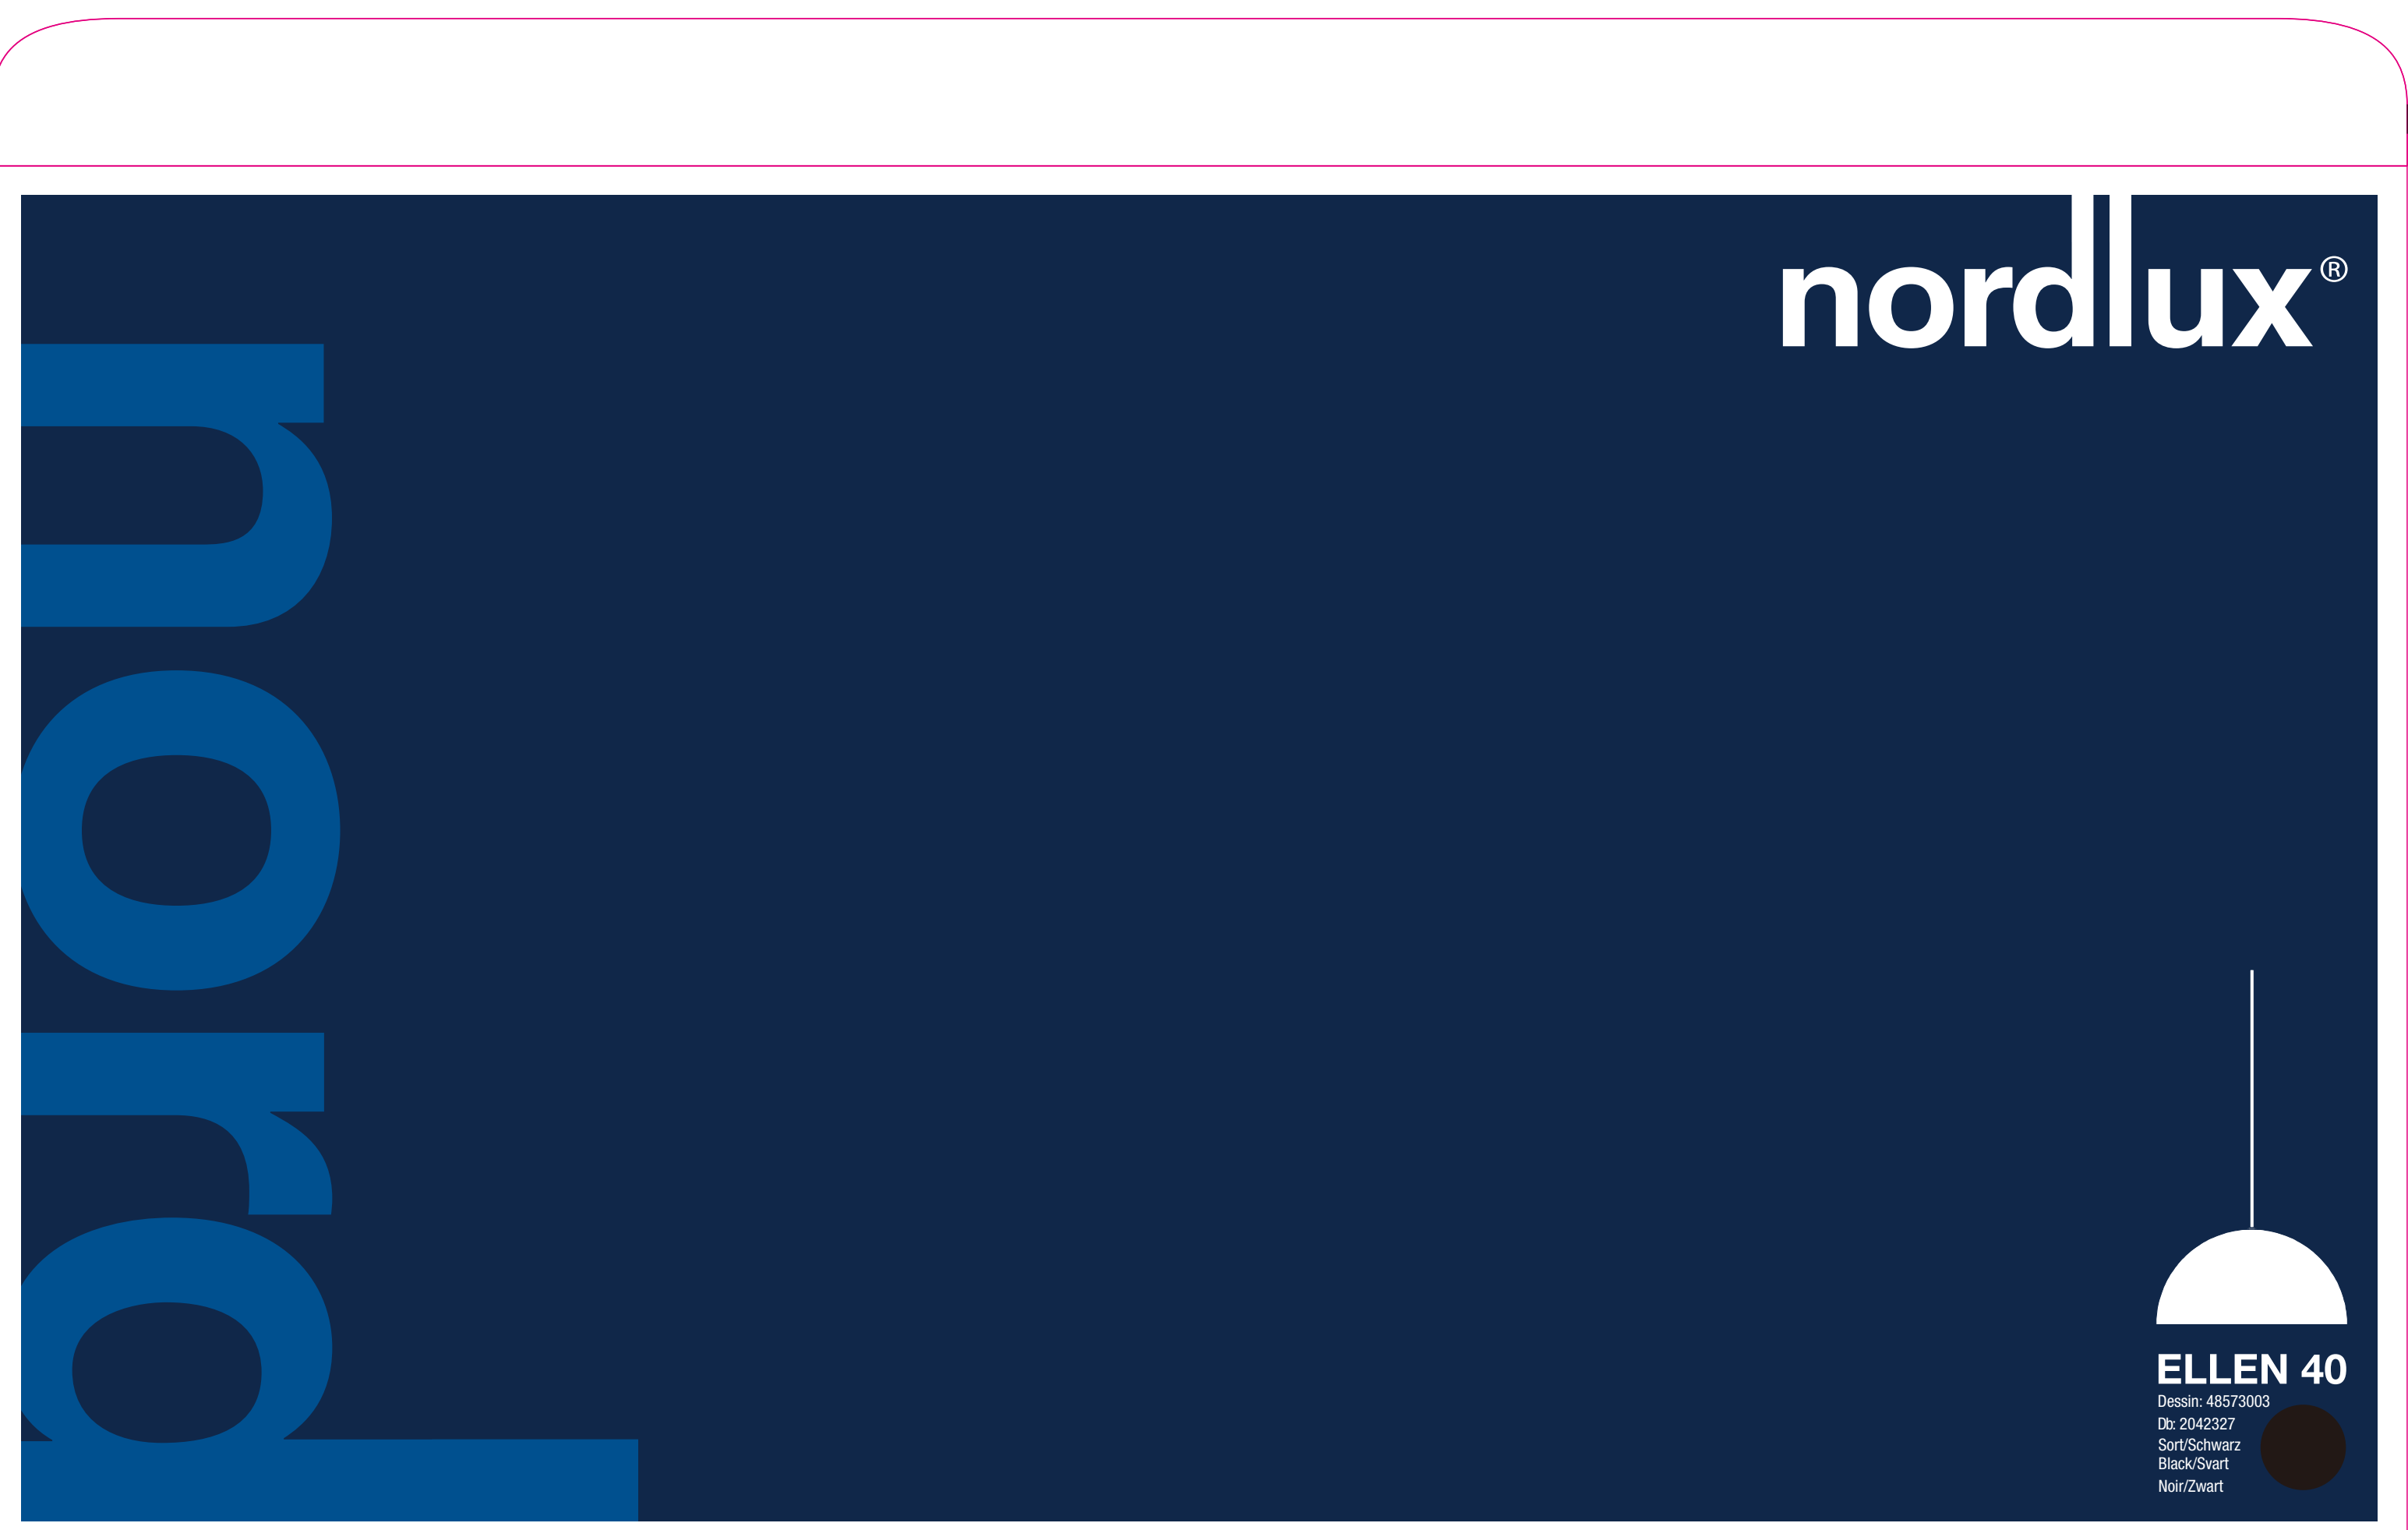 nordlux®
nord
ELLEN 40
Dessin: 48573003
Db: 2042327
Sort/Schwarz
Black/Svart
Noir/Zwart